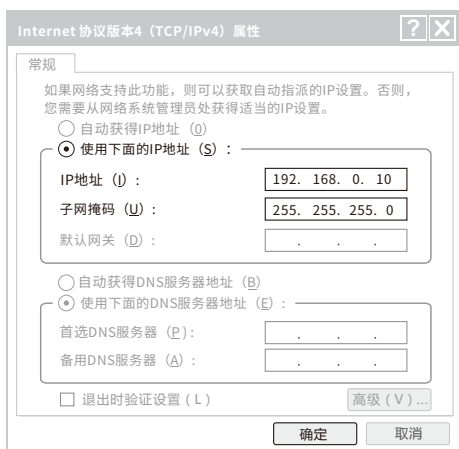 Internet 协议版本4（TCP/IPv4）属性
? X
常规
如果网络支持此功能，则可以获取自动指派的IP设置。否则，
您需要从网络系统管理员处获得适当的IP设置。
自动获得IP地址（0）
使用下面的IP地址（S）：
IP地址（I）： 192. 168. 0. 10
子网掩码（U）： 255. 255. 255. 0
默认网关（D）： . . .
自动获得DNS服务器地址（B）
使用下面的DNS服务器地址（E）：
首选DNS服务器（P）： . . .
备用DNS服务器（A）： . . .
退出时验证设置 ( L )
高级 ( V ) ...
确定 取消